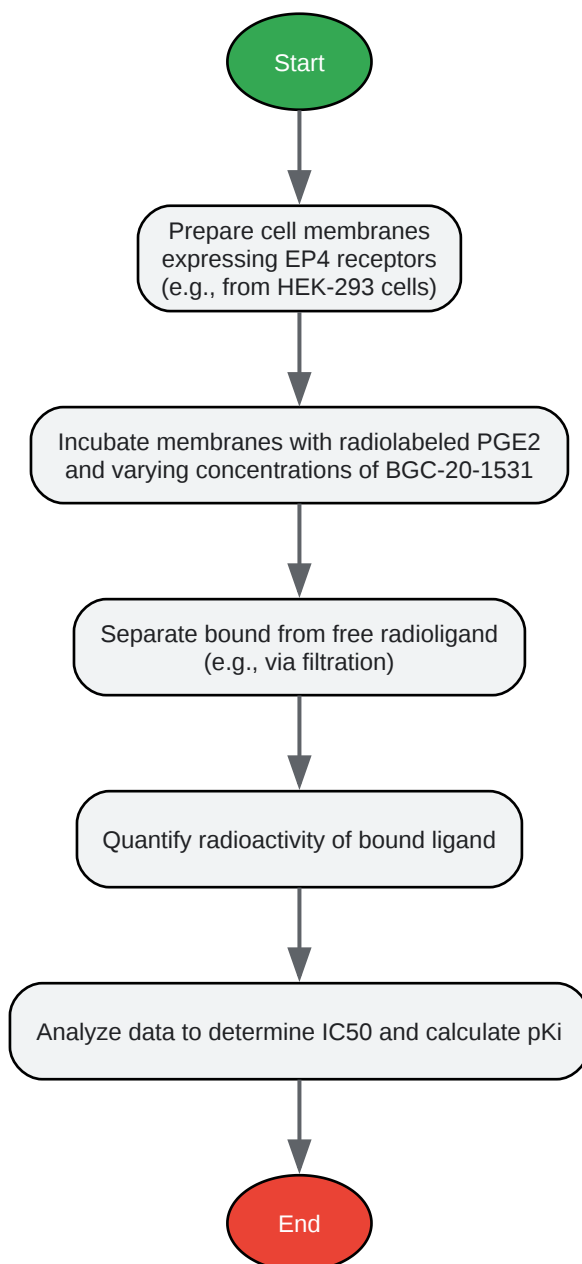 Start
Prepare cell membranes
expressing EP4 receptors
(e.g., from HEK-293 cells)
Incubate membranes with radiolabeled PGE2
and varying concentrations of BGC-20-1531
Separate bound from free radioligand
(e.g., via filtration)
Quantify radioactivity of bound ligand
Analyze data to determine IC50 and calculate pKi
End